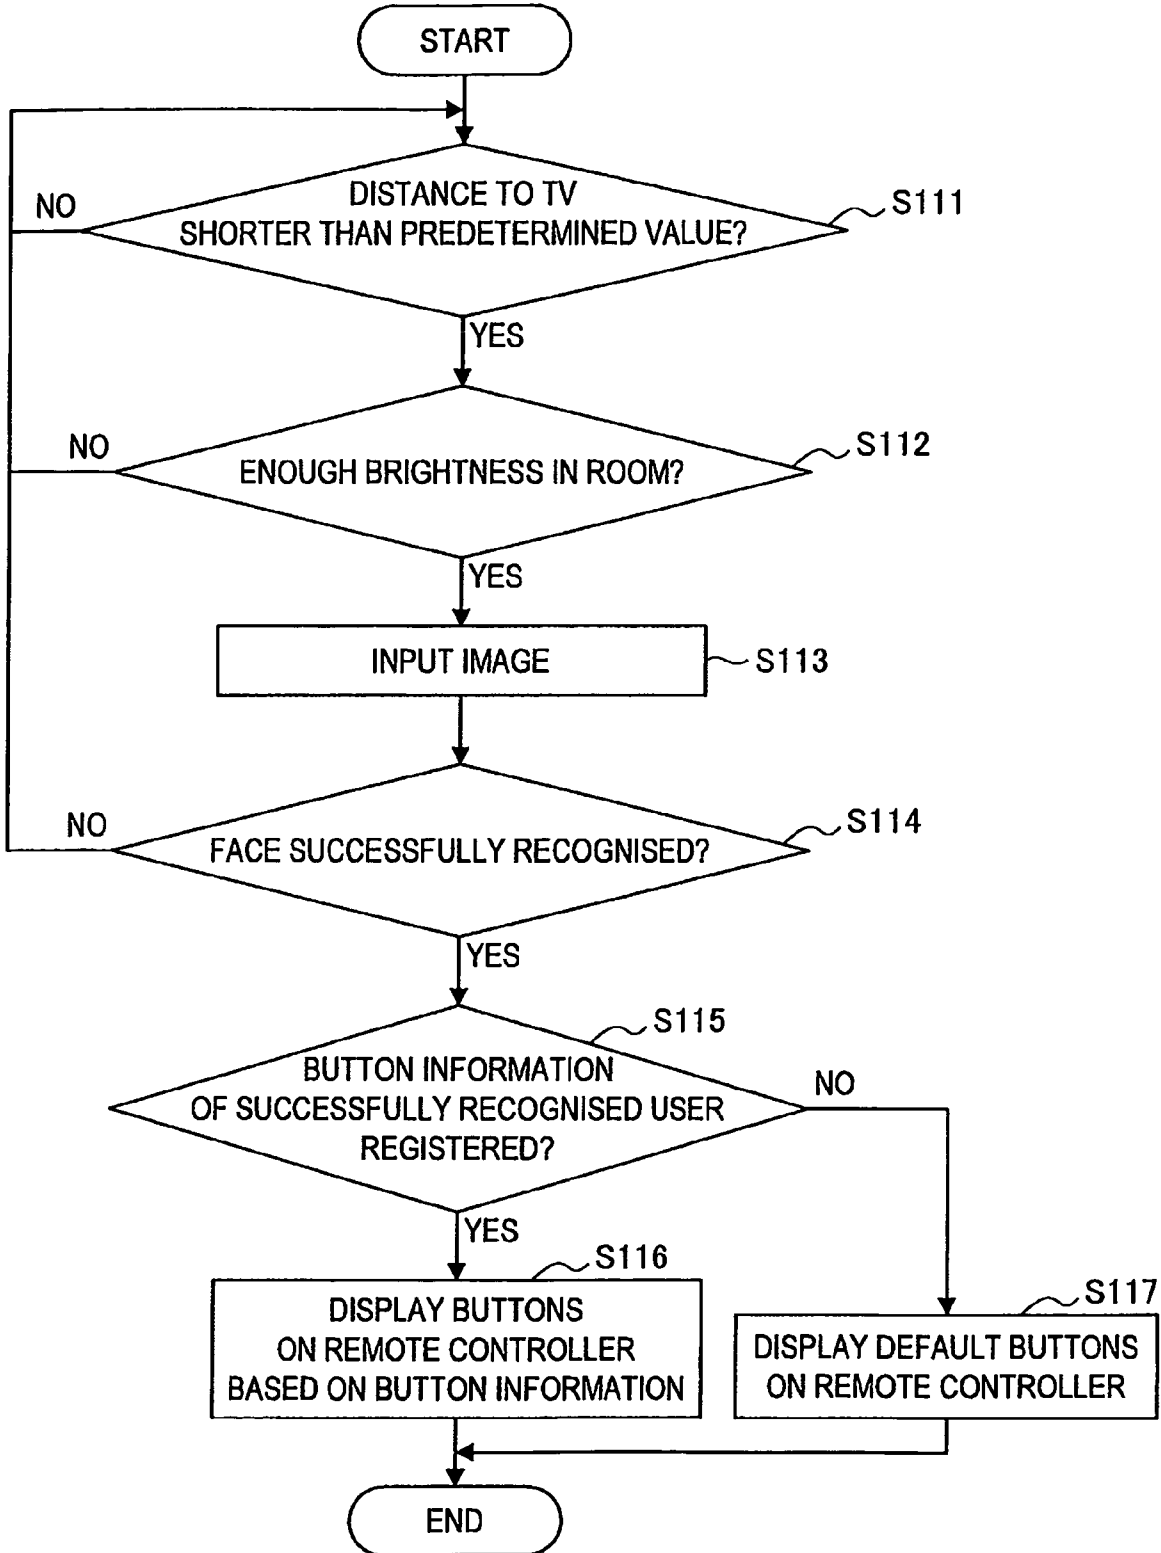 START
DISTANCE TO TV
SHORTER THAN PREDETERMINED VALUE?
S111
NO
YES
ENOUGH BRIGHTNESS IN ROOM?
S112
NO
YES
INPUT IMAGE
S113
FACE SUCCESSFULLY RECOGNISED?
S114
NO
YES
BUTTON INFORMATION
OF SUCCESSFULLY RECOGNISED USER
REGISTERED?
S115
NO
YES
DISPLAY BUTTONS
ON REMOTE CONTROLLER
BASED ON BUTTON INFORMATION
S116
DISPLAY DEFAULT BUTTONS
ON REMOTE CONTROLLER
S117
END